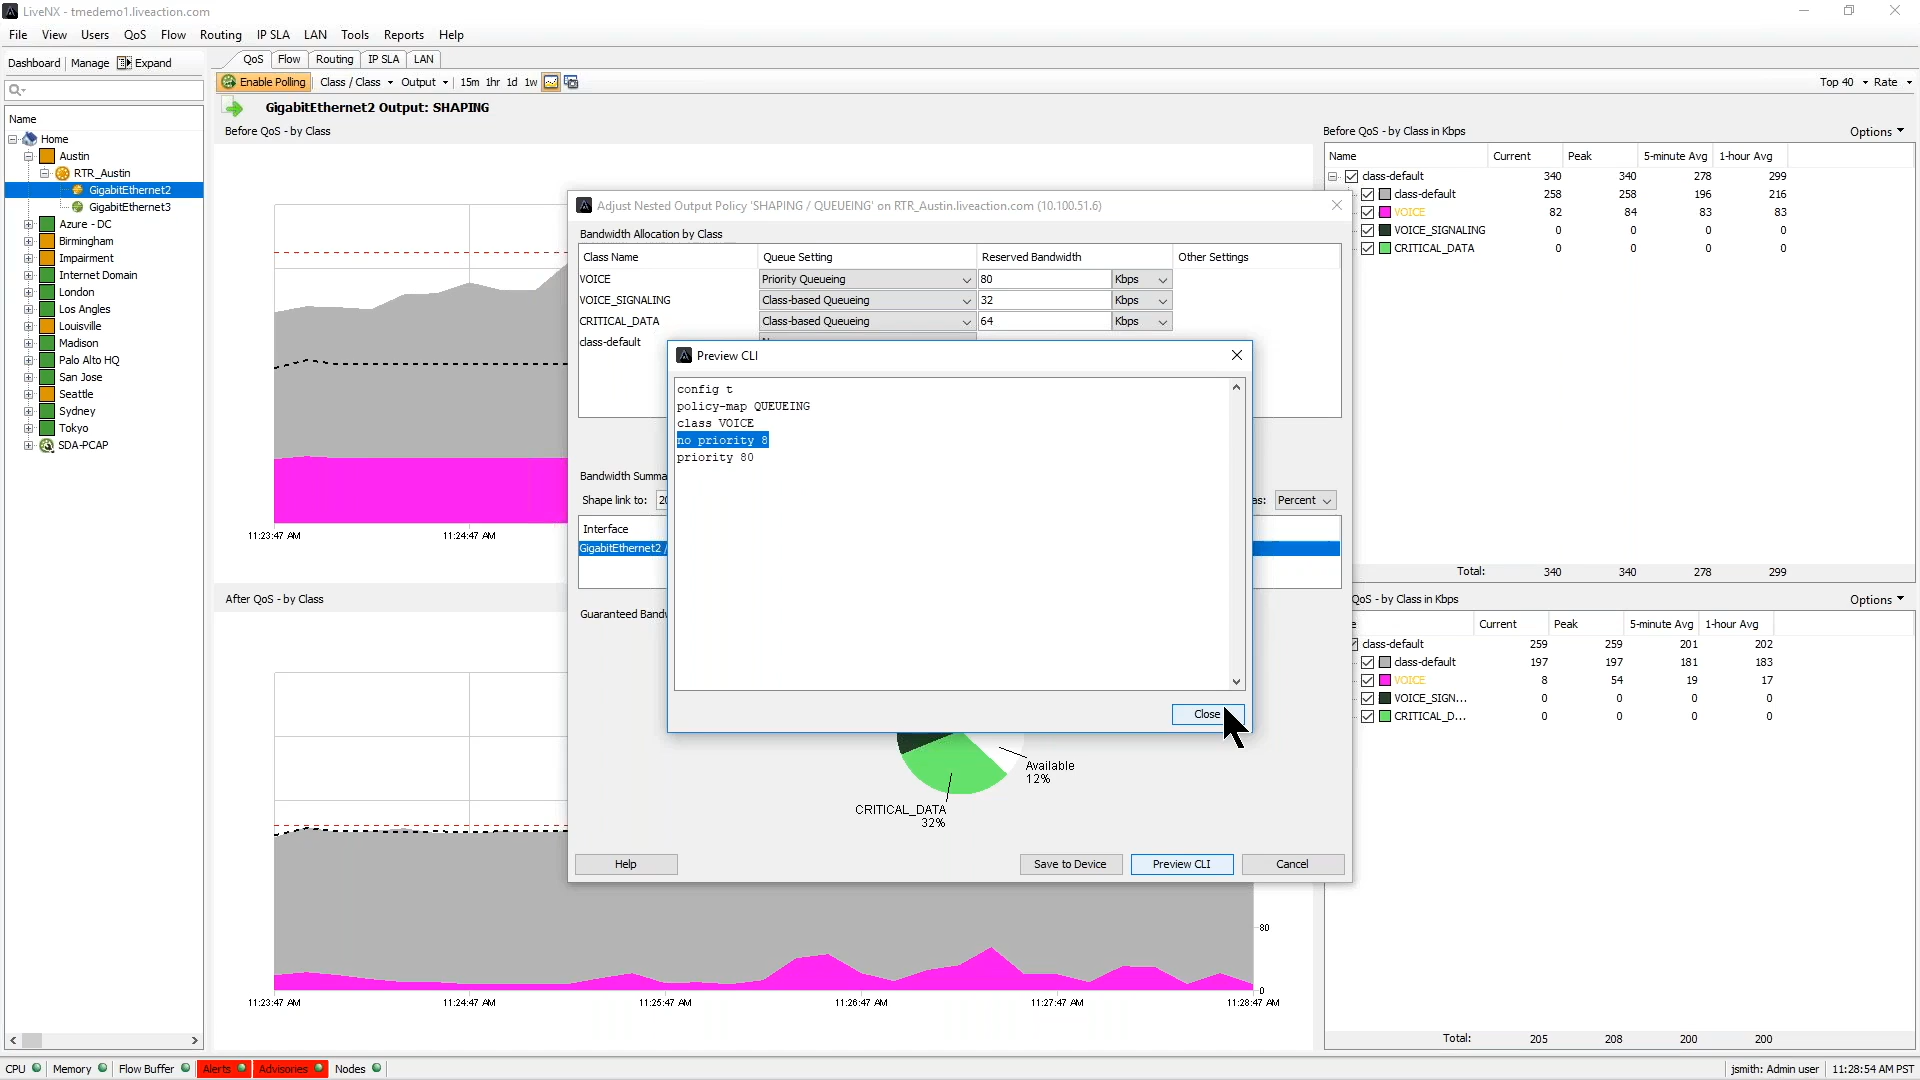 LiveNX - tmedemo1.liveaction.com
File View Users QoS Flow Routing IP SLA LAN Tools Reports Help
Dashboard Manage Expand
QoS Flow Routing IP SLA LAN
Enable Polling Class / Class Output 15m 1hr 1d 1w
Top 40 Rate
Name
Home
Austin
RTR_Austin
GigabitEthernet2
GigabitEthernet3
Azure - DC
Birmingham
Impairment
Internet Domain
London
Los Angles
Louisville
Madison
Palo Alto HQ
San Jose
Seattle
Sydney
Tokyo
SDA-PCAP
GigabitEthernet2 Output: SHAPING
Before QoS - by Class
11:23:47 AM 11:24:47 AM
After QoS - by Class
80
0
11:23:47 AM 11:24:47 AM 11:25:47 AM 11:26:47 AM 11:27:47 AM 11:28:47 AM
Adjust Nested Output Policy 'SHAPING / QUEUEING' on RTR_Austin.liveaction.com (10.100.51.6)
Bandwidth Allocation by Class
Class Name Queue Setting Reserved Bandwidth Other Settings
VOICE Priority Queueing 80 Kbps
VOICE_SIGNALING Class-based Queueing 32 Kbps
CRITICAL_DATA Class-based Queueing 64 Kbps
class-default
Bandwidth Summa
Shape link to: 20
as: Percent
Interface
GigabitEthernet2 /
Guaranteed Bandw
Preview CLI
config t
policy-map QUEUEING
class VOICE
no priority 8
priority 80
Close
Available
12%
CRITICAL_DATA
32%
Help Save to Device Preview CLI Cancel
Before QoS - by Class in Kbps Options
Name Current Peak 5-minute Avg 1-hour Avg
class-default 340 340 278 299
class-default 258 258 196 216
VOICE 82 84 83 83
VOICE_SIGNALING 0 0 0 0
CRITICAL_DATA 0 0 0 0
Total: 340 340 278 299
QoS - by Class in Kbps Options
e Current Peak 5-minute Avg 1-hour Avg
class-default 259 259 201 202
class-default 197 197 181 183
VOICE 8 54 19 17
VOICE_SIGN... 0 0 0 0
CRITICAL_D... 0 0 0 0
Total: 205 208 200 200
CPU Memory Flow Buffer Alerts Advisories Nodes
jsmith: Admin user 11:28:54 AM PST